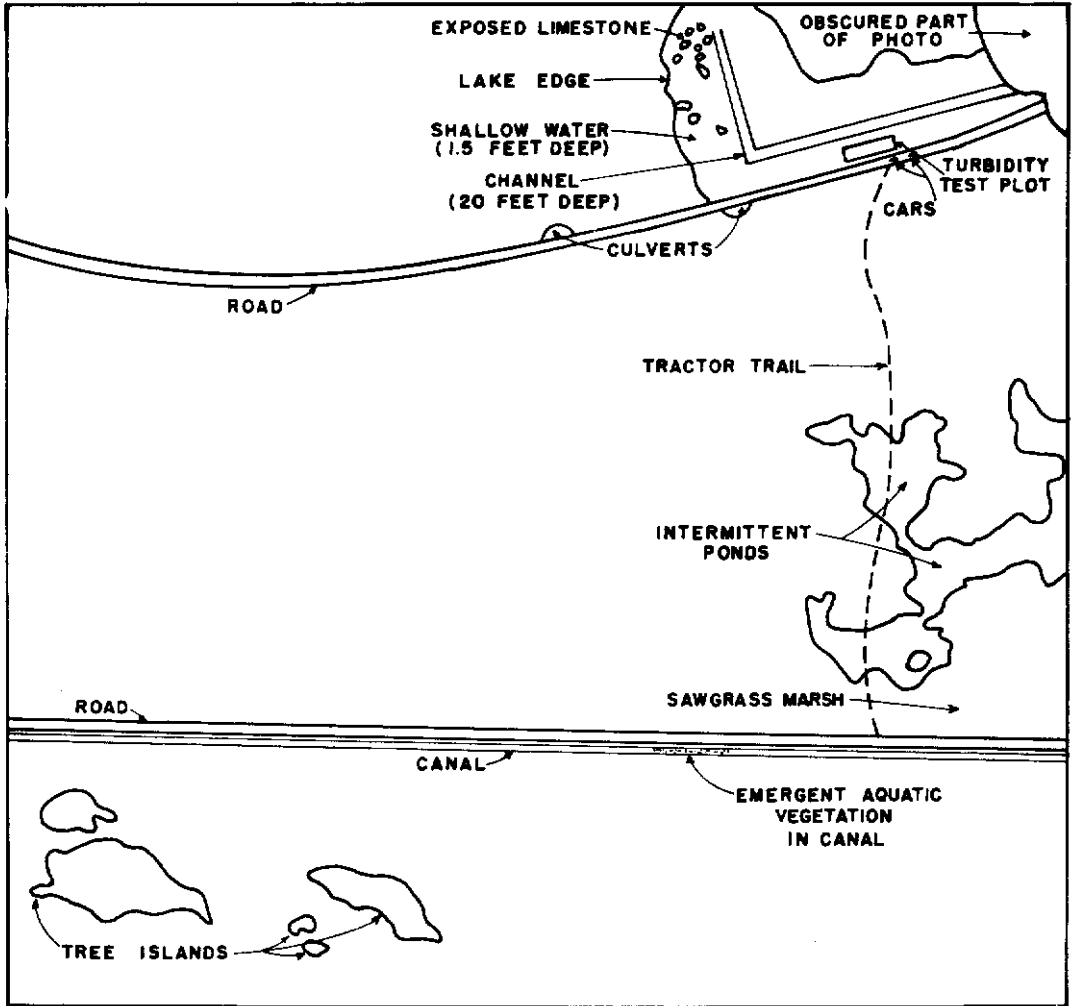 EXPOSED LIMESTONE
OBSCURED PART
OF PHOTO
LAKE EDGE
SHALLOW WATER
(1.5 FEET DEEP)
CHANNEL
(20 FEET DEEP)
TURBIDITY
TEST PLOT
CARS
CULVERTS
ROAD
TRACTOR TRAIL
INTERMITTENT
PONDS
SAWGRASS MARSH
ROAD
CANAL
EMERGENT AQUATIC
VEGETATION
IN CANAL
TREE ISLANDS